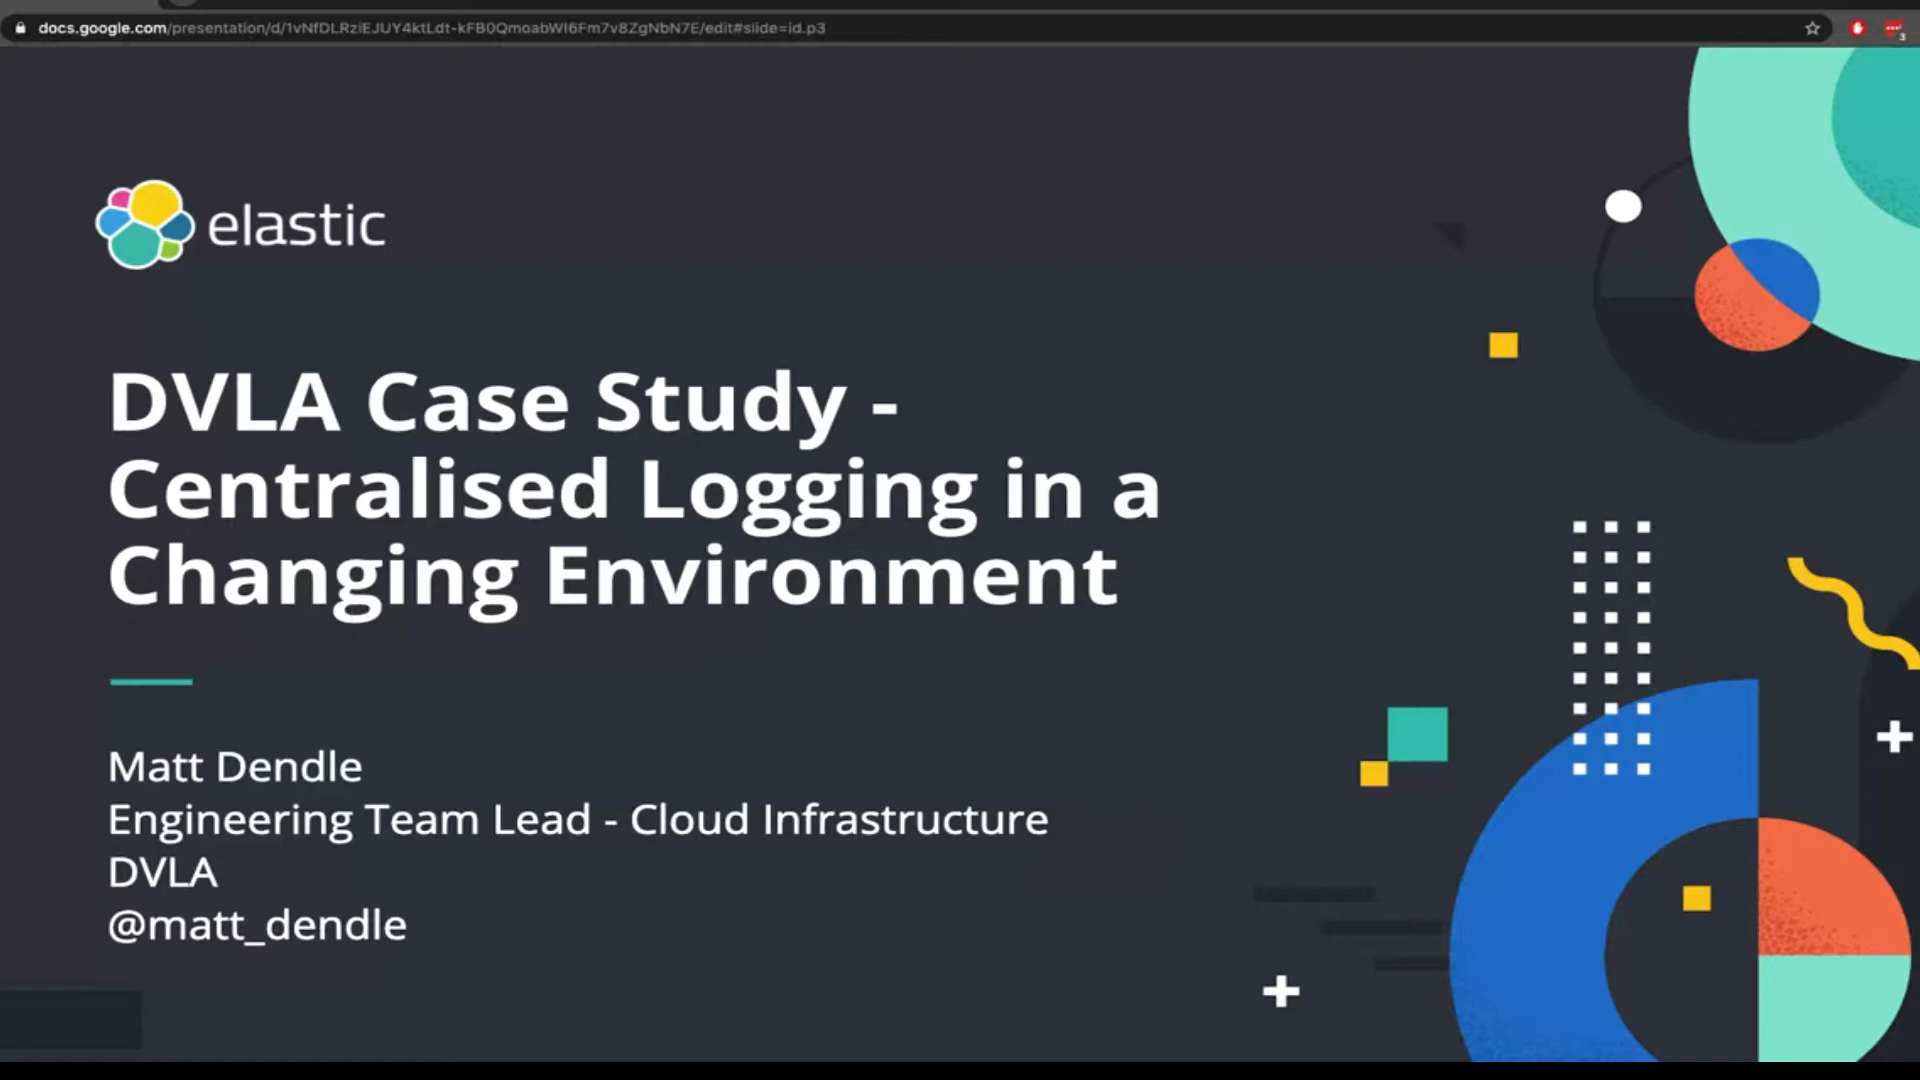 docs.google.com/presentation/d/1vNfDLRziEJUY4ktLdt-kFB0QmoabWI6Fm7v8ZgNbN7E/edit#slide=id.p3
3
elastic
DVLA Case Study -
Centralised Logging in a
Changing Environment
Matt Dendle
Engineering Team Lead - Cloud Infrastructure
DVLA
@matt_dendle